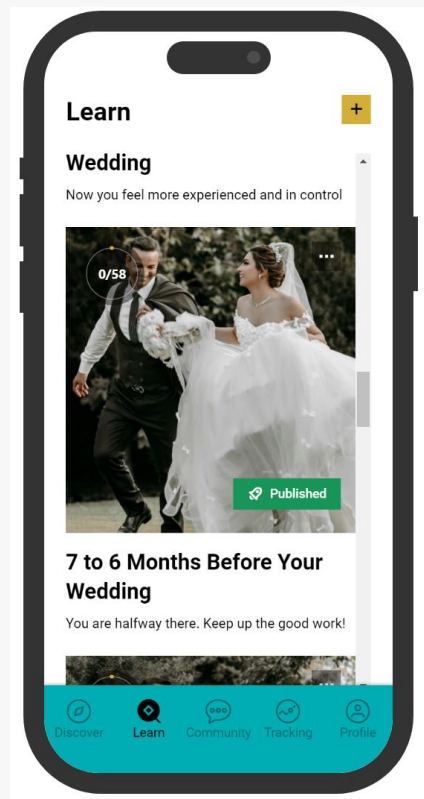 Learn
+
Wedding
Now you feel more experienced and in control
0/58
Published
7 to 6 Months Before Your
Wedding
You are halfway there. Keep up the good work!
Discover
Learn
Community
Tracking
Profile